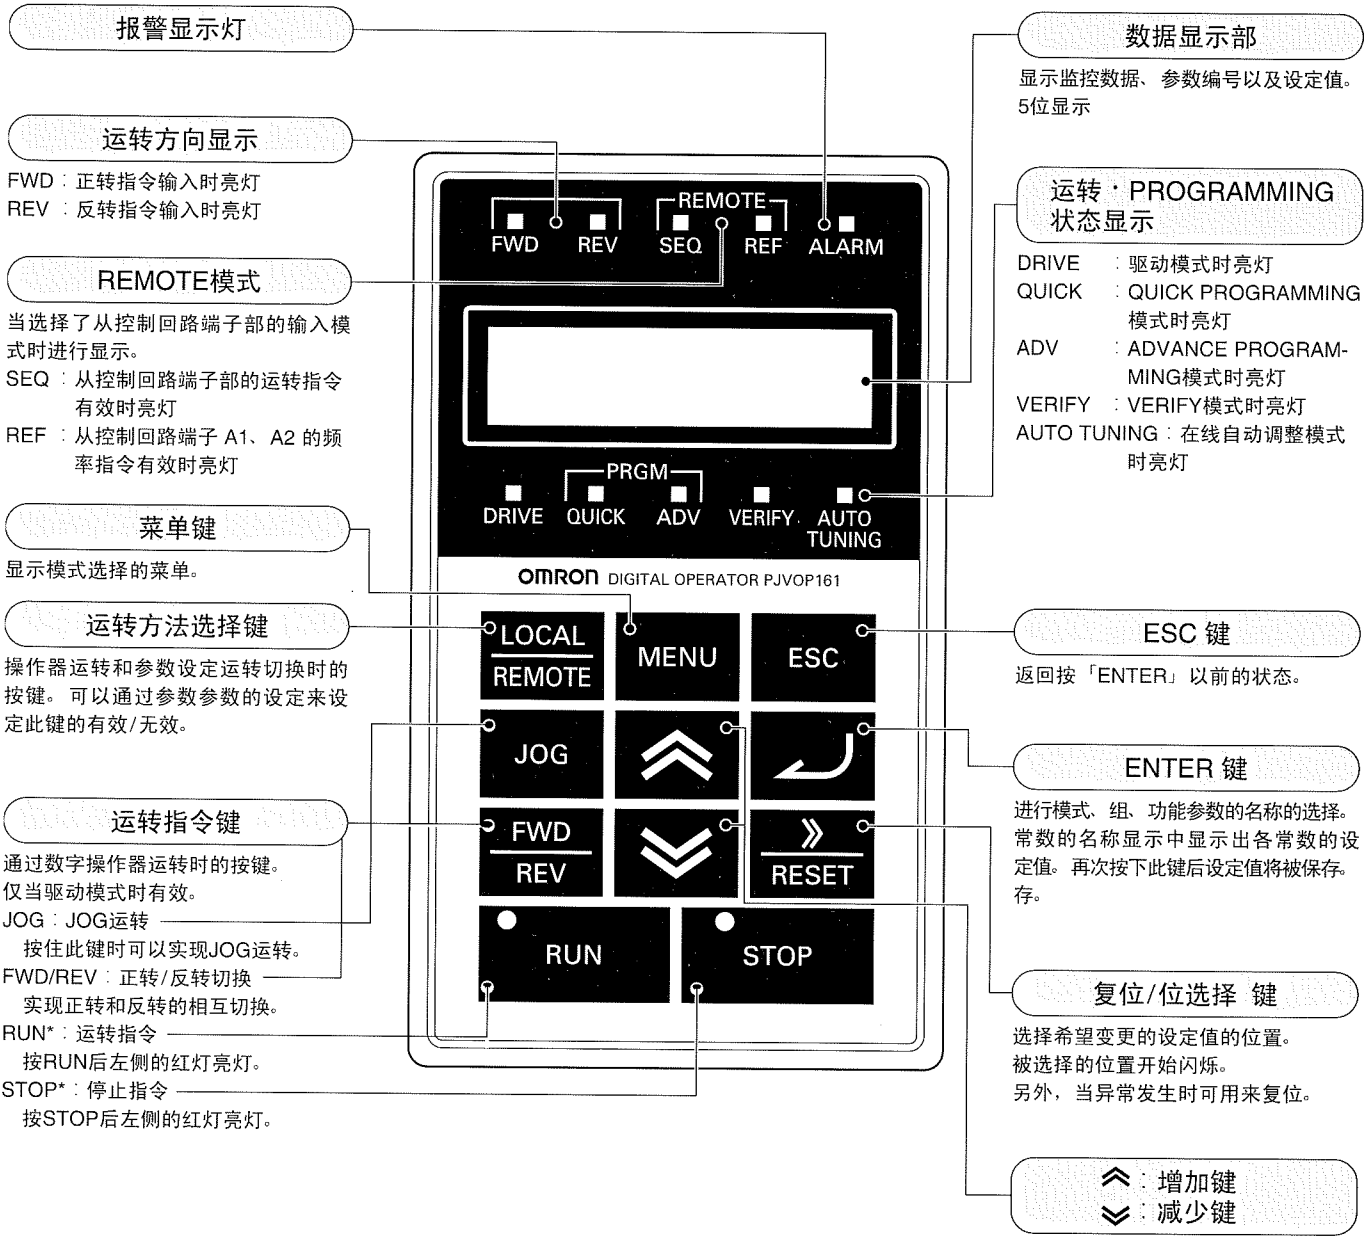 报警显示灯
运转方向显示
FWD：正转指令输入时亮灯
REV ：反转指令输入时亮灯
REMOTE模式
当选择了从控制回路端子部的输入模
式时进行显示。
SEQ ：从控制回路端子部的运转指令
有效时亮灯
REF ：从控制回路端子 A1、A2 的频
率指令有效时亮灯
菜单键
显示模式选择的菜单。
运转方法选择键
操作器运转和参数设定运转切换时的
按键。可以通过参数参数的设定来设
定此键的有效/无效。
运转指令键
通过数字操作器运转时的按键。
仅当驱动模式时有效。
JOG：JOG运转
按住此键时可以实现JOG运转。
FWD/REV：正转/反转切换
实现正转和反转的相互切换。
RUN*：运转指令
按RUN后左侧的红灯亮灯。
STOP*：停止指令
按STOP后左侧的红灯亮灯。
REMOTE
FWD
REV
SEQ
REF
ALARM
PRGM
DRIVE
QUICK
ADV
VERIFY
AUTO
TUNING
OMRON DIGITAL OPERATOR PJVOP161
LOCAL
REMOTE
MENU
ESC
JOG
FWD
REV
RESET
RUN
STOP
数据显示部
显示监控数据、参数编号以及设定值。
5位显示
运转·PROGRAMMING
状态显示
DRIVE ：驱动模式时亮灯
QUICK ：QUICK PROGRAMMING
模式时亮灯
ADV ：ADVANCE PROGRAM-
MING模式时亮灯
VERIFY ：VERIFY模式时亮灯
AUTO TUNING：在线自动调整模式
时亮灯
ESC 键
返回按「ENTER」以前的状态。
ENTER 键
进行模式、组、功能参数的名称的选择。
常数的名称显示中显示出各常数的设
定值。再次按下此键后设定值将被保存。
存。
复位/位选择 键
选择希望变更的设定值的位置。
被选择的位置开始闪烁。
另外，当异常发生时可用来复位。
：增加键
：减少键